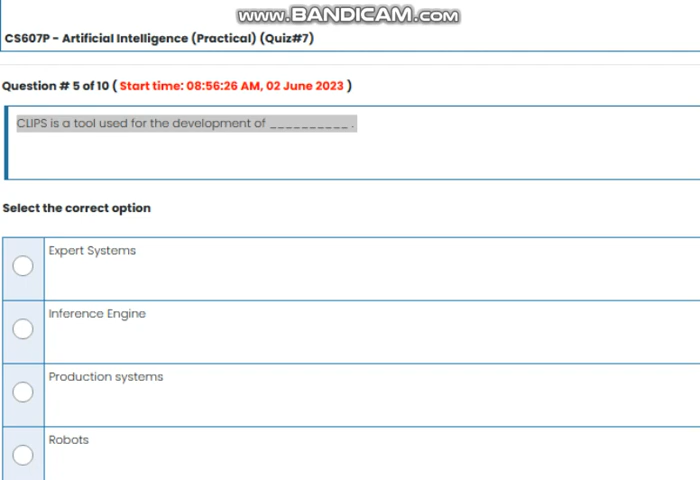 www.BANDICAM.com
CS607P - Artificial Intelligence (Practical) (Quiz#7)
Question # 5 of 10 ( Start time: 08:56:26 AM, 02 June 2023 )
CLIPS is a tool used for the development of __________ .
Select the correct option
Expert Systems
Inference Engine
Production systems
Robots